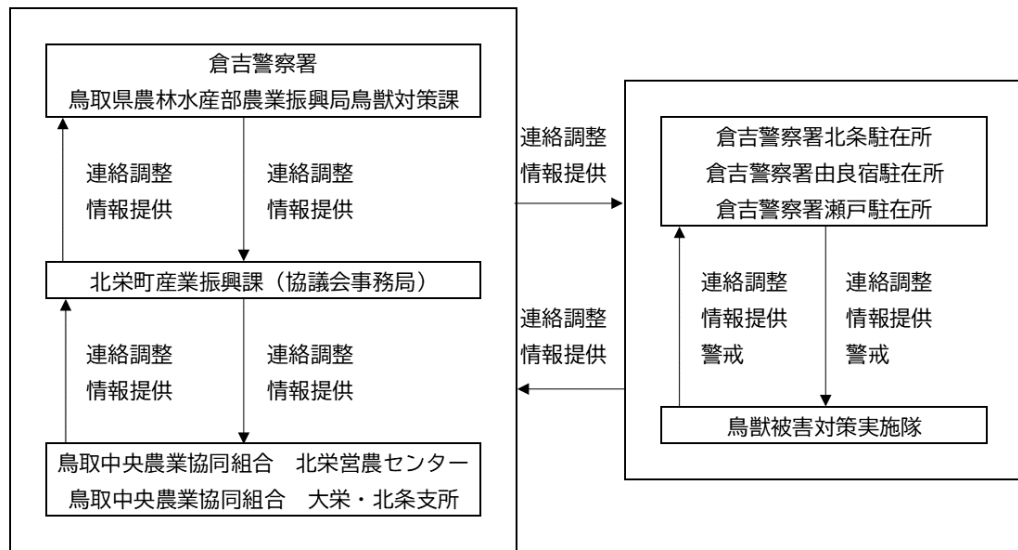 倉吉警察署
鳥取県農林水産部農業振興局鳥獣対策課
連絡調整
情報提供
連絡調整
情報提供
北栄町産業振興課（協議会事務局）
連絡調整
情報提供
連絡調整
情報提供
鳥取中央農業協同組合　北栄営農センター
鳥取中央農業協同組合　大栄・北条支所
連絡調整
情報提供
連絡調整
情報提供
倉吉警察署北条駐在所
倉吉警察署由良宿駐在所
倉吉警察署瀬戸駐在所
連絡調整
情報提供
警戒
連絡調整
情報提供
警戒
鳥獣被害対策実施隊